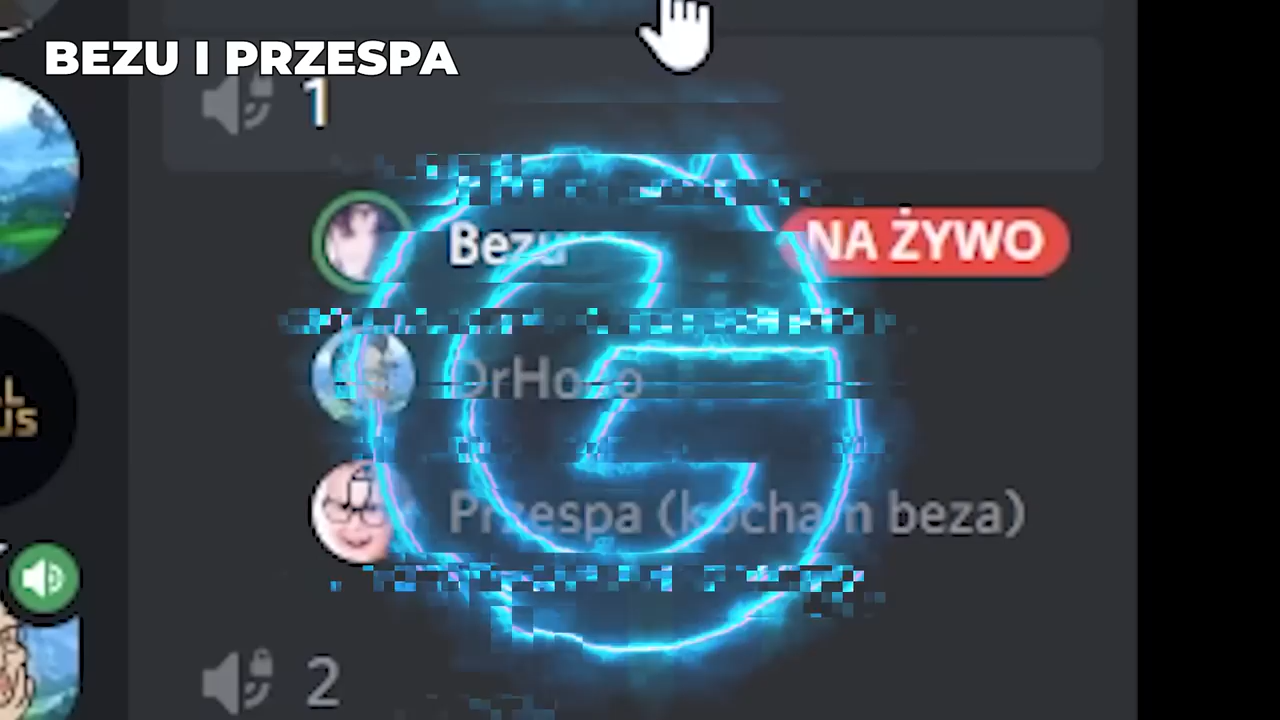 BEZU I PRZESPA
1
Bezu
NA ŻYWO
Przespa (kocham beza)
2